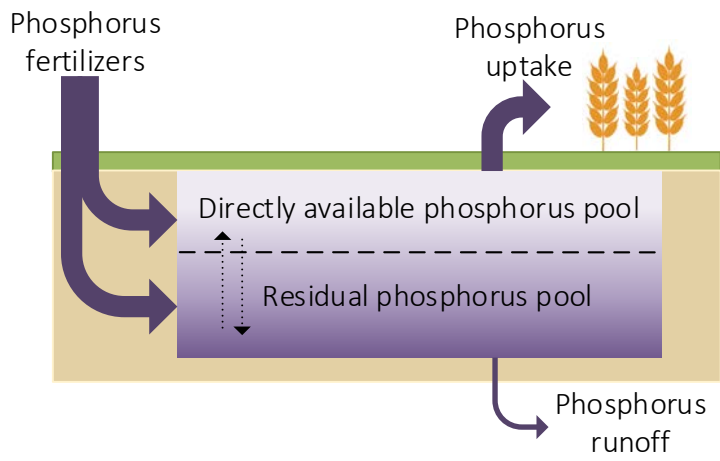 Phosphorus
fertilizers
Phosphorus
uptake
Directly available phosphorus pool
Residual phosphorus pool
Phosphorus
runoff